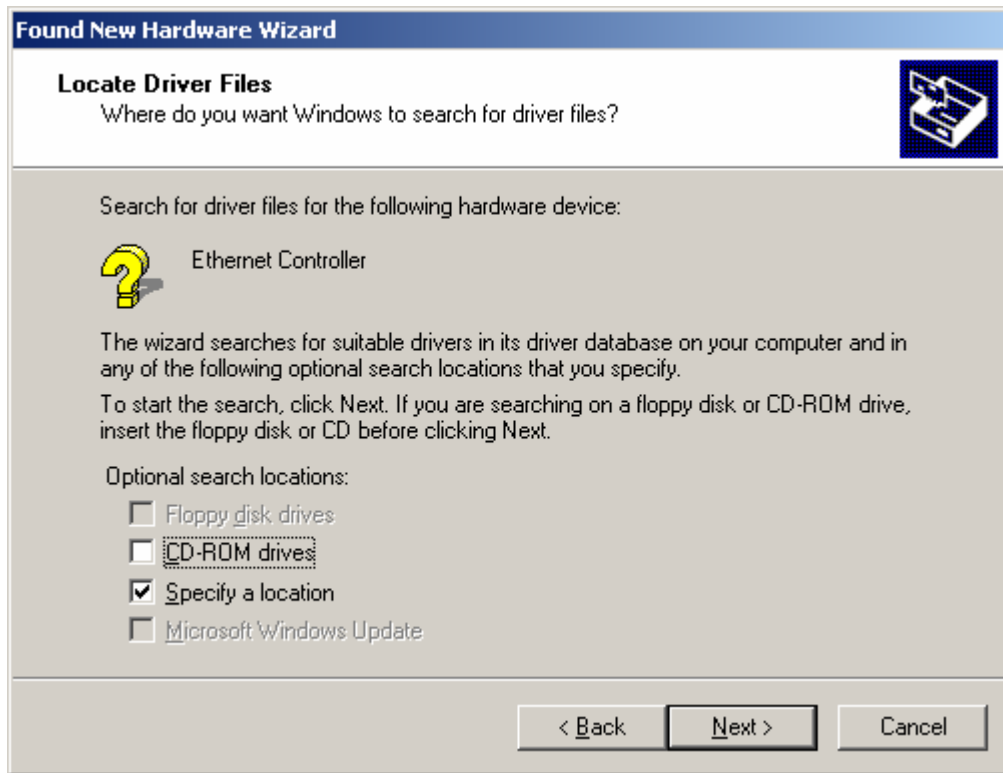 Found New Hardware Wizard
Locate Driver Files
Where do you want Windows to search for driver files?
Search for driver files for the following hardware device:
Ethernet Controller
The wizard searches for suitable drivers in its driver database on your computer and in
any of the following optional search locations that you specify.
To start the search, click Next. If you are searching on a floppy disk or CD-ROM drive,
insert the floppy disk or CD before clicking Next.
Optional search locations:
Floppy disk drives
CD-ROM drives
Specify a location
Microsoft Windows Update
< Back Next > Cancel